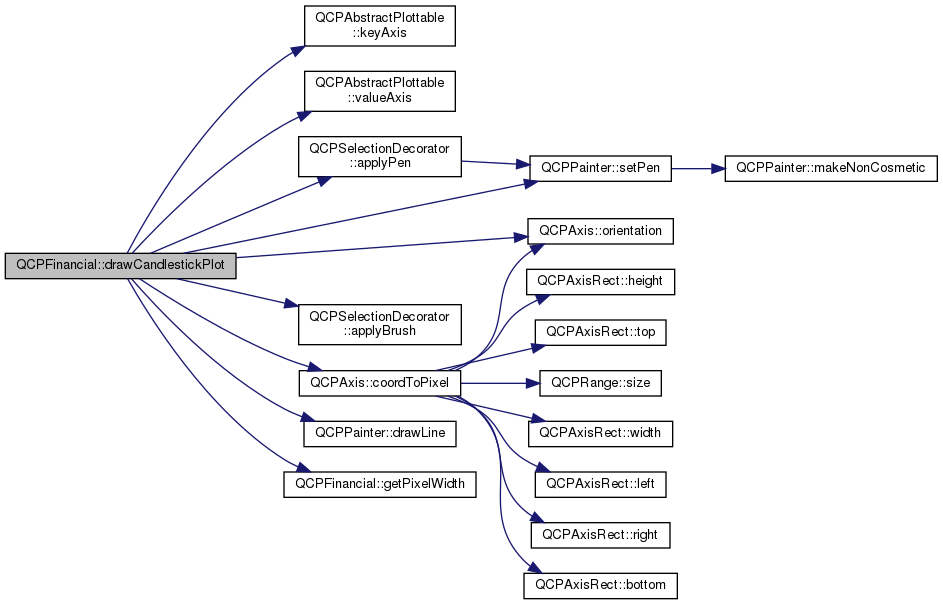 QCPAbstractPlottable
::keyAxis
QCPAbstractPlottable
::valueAxis
QCPSelectionDecorator
::applyPen
QCPPainter::setPen
QCPPainter::makeNonCosmetic
QCPAxis::orientation
QCPFinancial::drawCandlestickPlot
QCPAxisRect::height
QCPSelectionDecorator
::applyBrush
QCPAxisRect::top
QCPAxis::coordToPixel
QCPRange::size
QCPPainter::drawLine
QCPAxisRect::width
QCPFinancial::getPixelWidth
QCPAxisRect::left
QCPAxisRect::right
QCPAxisRect::bottom